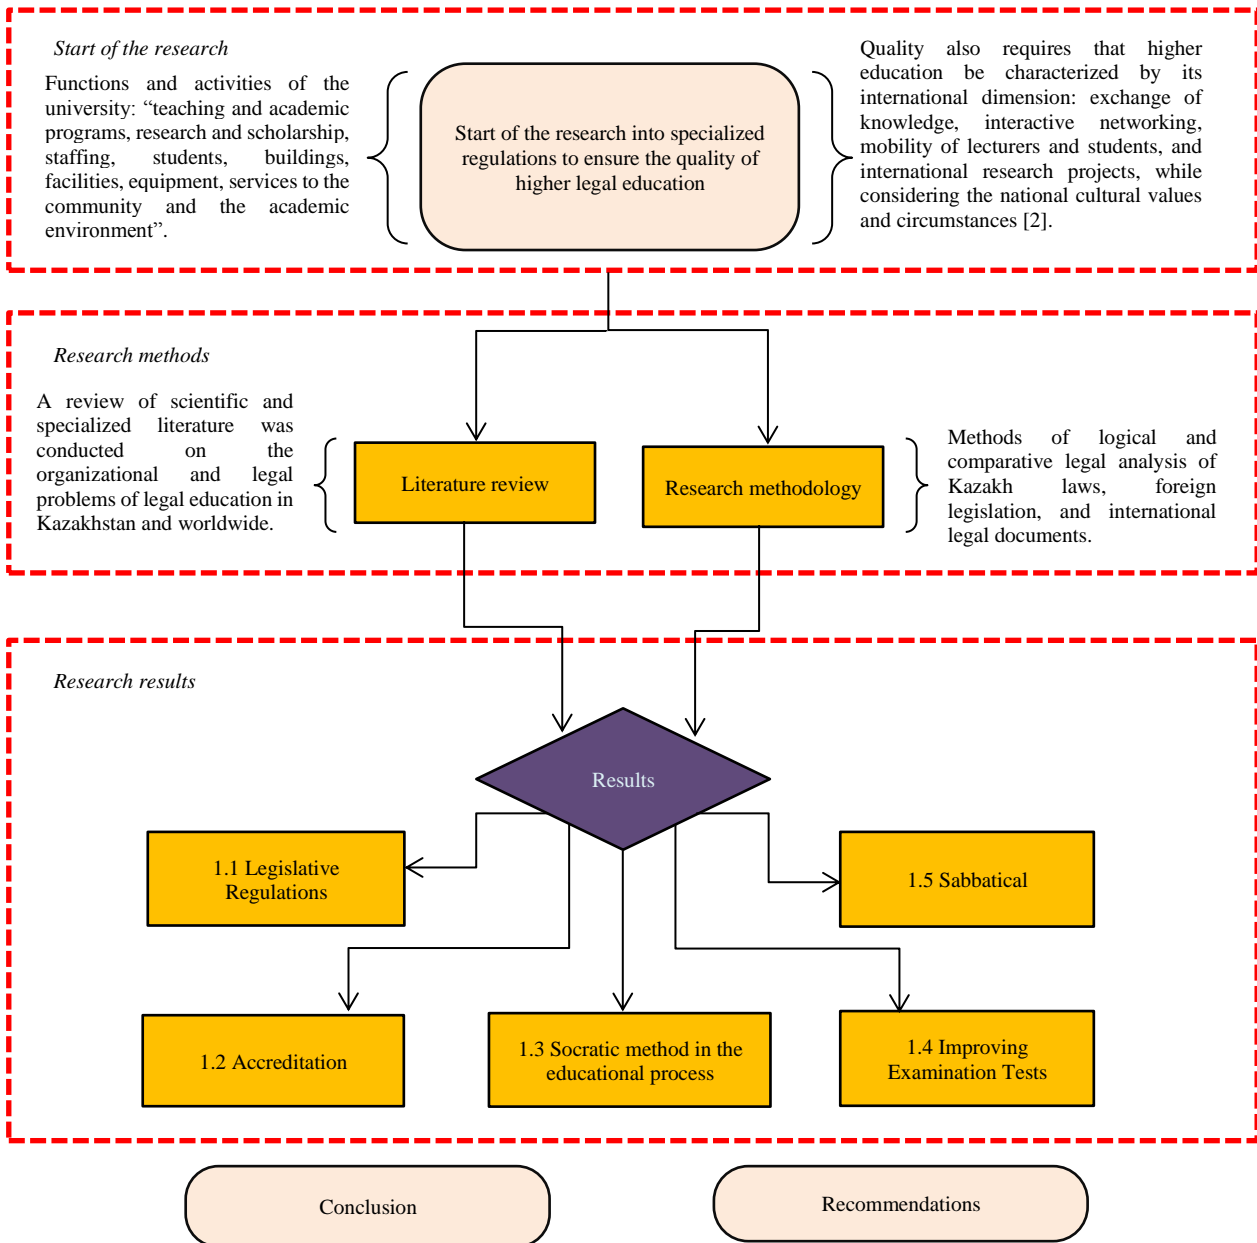 Start of the research
Functions and activities of the
university: “teaching and academic
programs, research and scholarship,
staffing, students, buildings,
facilities, equipment, services to the
community and the academic
environment”.
Start of the research into specialized
regulations to ensure the quality of
higher legal education
Quality also requires that higher
education be characterized by its
international dimension: exchange of
knowledge, interactive networking,
mobility of lecturers and students, and
international research projects, while
considering the national cultural values
and circumstances [2].
Research methods
A review of scientific and
specialized literature was
conducted on the
organizational and legal
problems of legal education in
Kazakhstan and worldwide.
Literature review
Research methodology
Methods of logical and
comparative legal analysis of
Kazakh laws, foreign
legislation, and international
legal documents.
Research results
Results
1.1 Legislative
Regulations
1.5 Sabbatical
1.2 Accreditation
1.3 Socratic method in the
educational process
1.4 Improving
Examination Tests
Conclusion
Recommendations